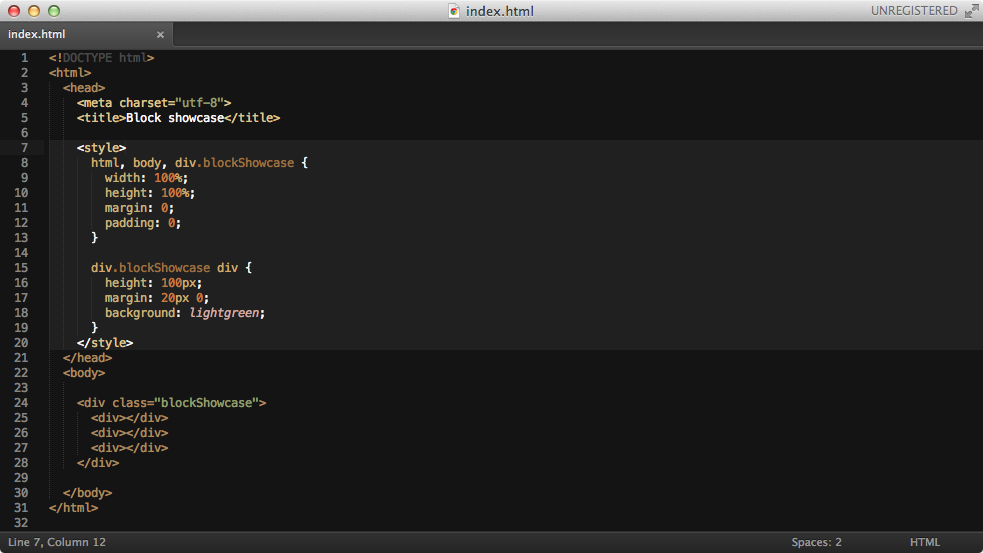 index.html
UNREGISTERED
index.html ×
1 <!DOCTYPE html>
2 <html>
3   <head>
4     <meta charset="utf-8">
5     <title>Block showcase</title>
6
7     <style>
8       html, body, div.blockShowcase {
9         width: 100%;
10         height: 100%;
11         margin: 0;
12         padding: 0;
13       }
14
15       div.blockShowcase div {
16         height: 100px;
17         margin: 20px 0;
18         background: lightgreen;
19       }
20     </style>
21   </head>
22   <body>
23
24     <div class="blockShowcase">
25       <div></div>
26       <div></div>
27       <div></div>
28     </div>
29
30   </body>
31 </html>
32
Line 7, Column 12
Spaces: 2
HTML